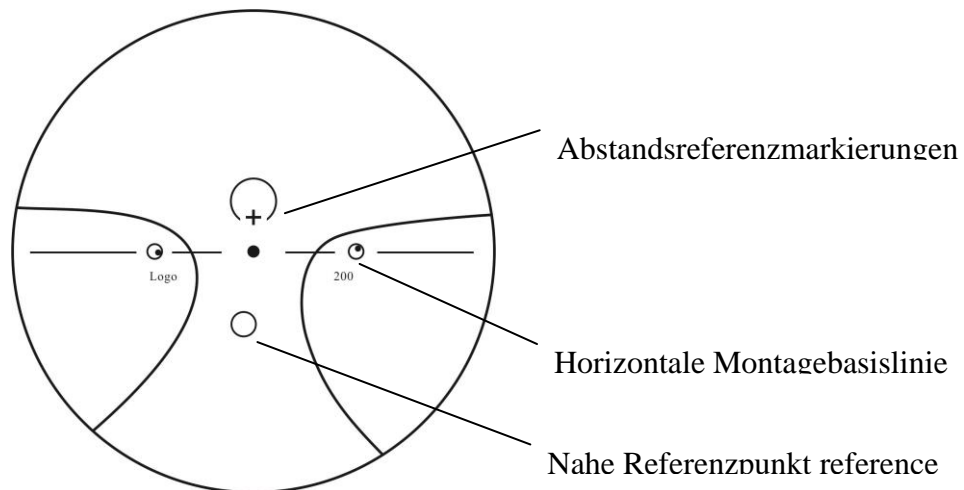 Abstandsreferenzmarkierungen
Logo 200
Horizontale Montagebasislinie
Nahe Referenzpunkt reference